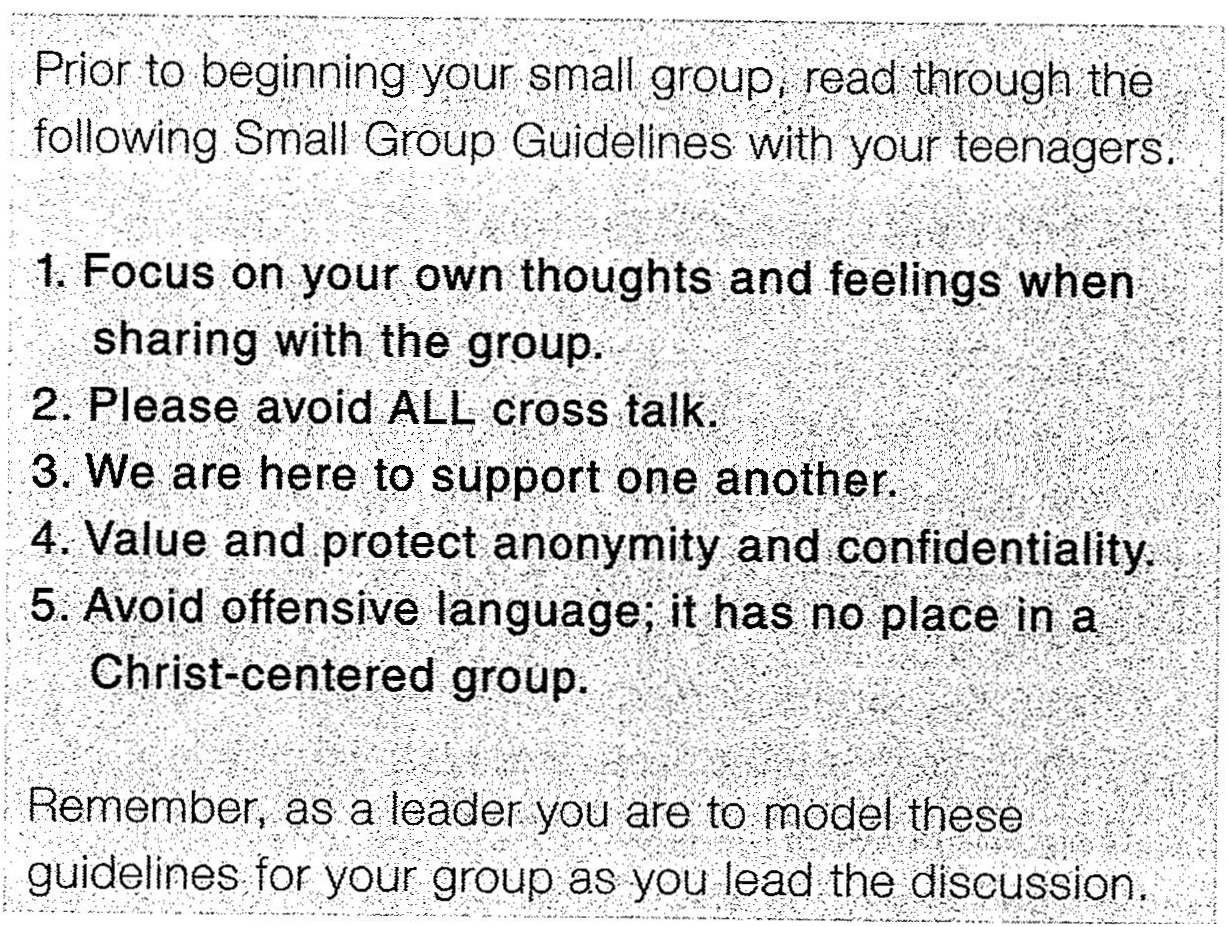 Prior to beginning your small group, read through the
following Small Group Guidelines with your teenagers.
1. Focus on your own thoughts and feelings when
sharing with the group.
2. Please avoid ALL cross talk.
3. We are here to support one another.
4. Value and protect anonymity and confidentiality.
5. Avoid offensive language; it has no place in a
Christ-centered group.
Remember, as a leader you are to model these
guidelines for your group as you lead the discussion.